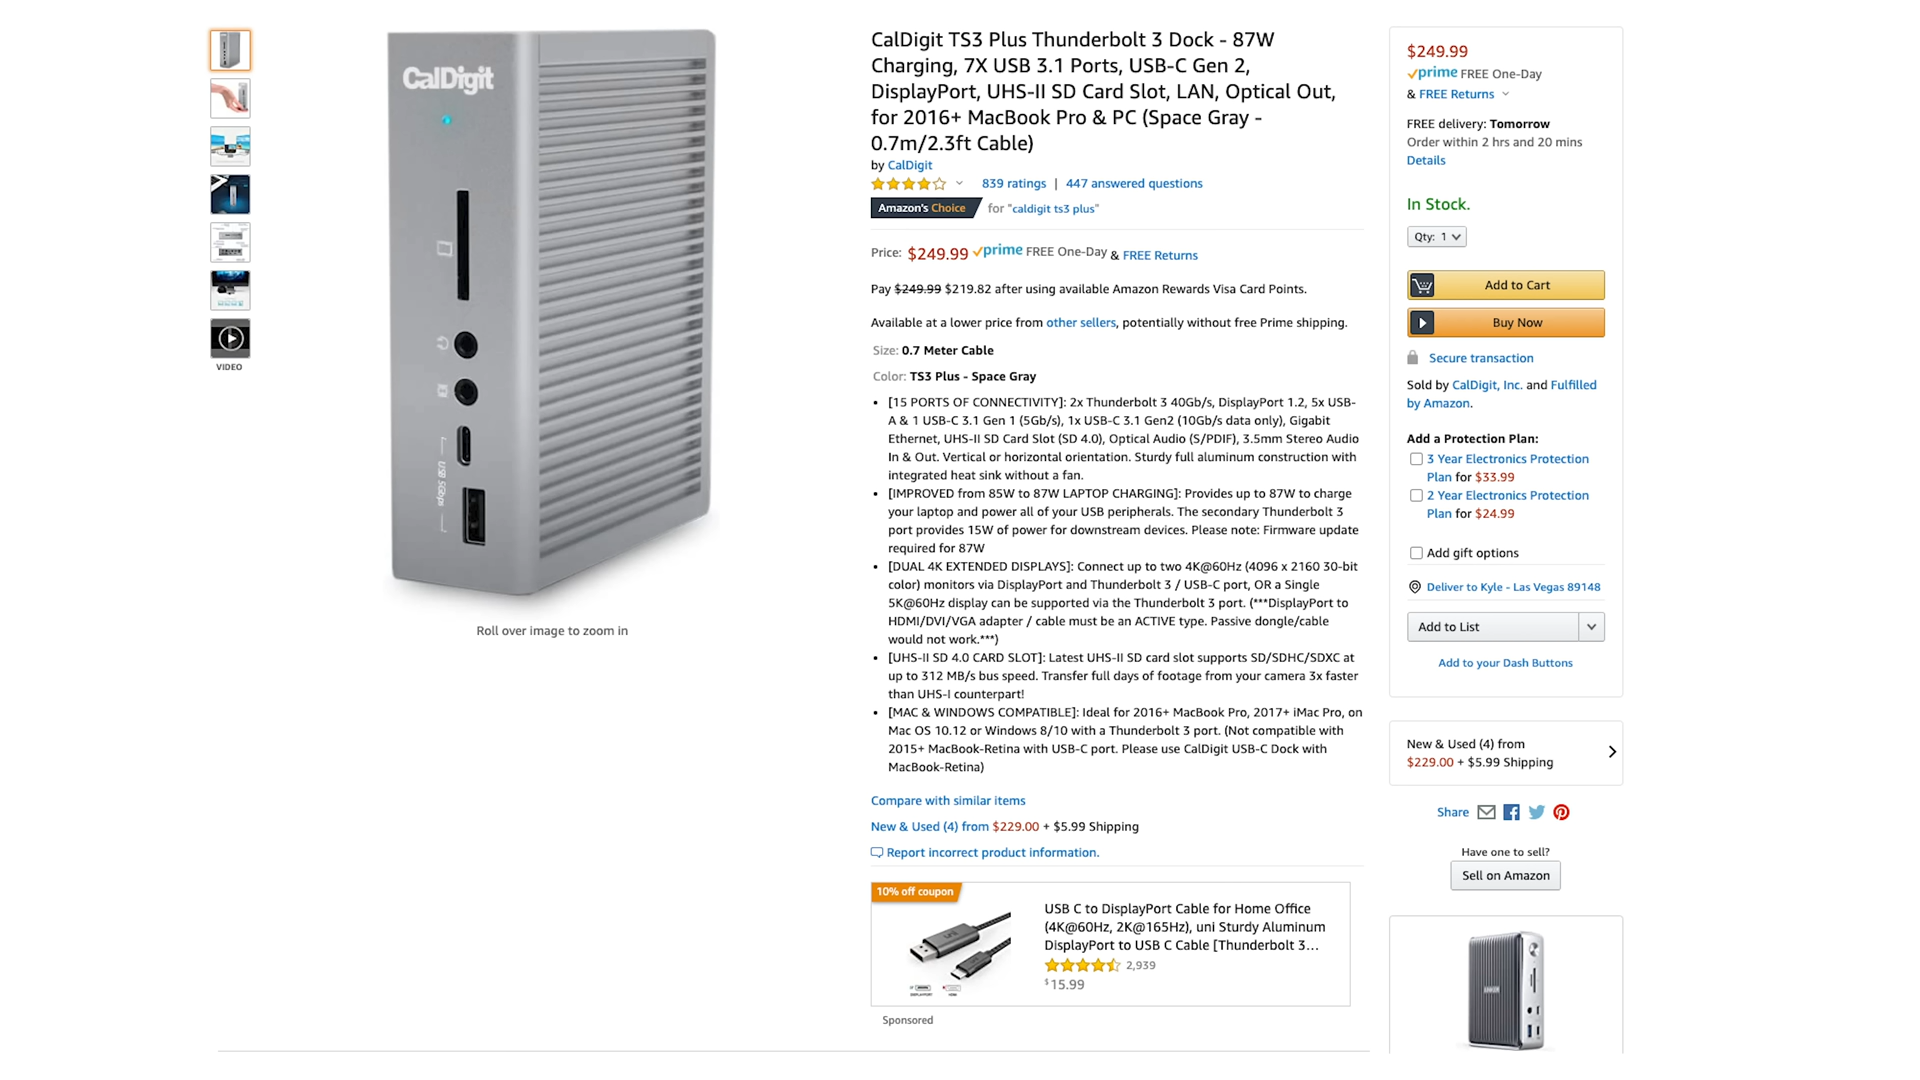 CalDigit
USB 5Gbps
VIDEO
Roll over image to zoom in
CalDigit TS3 Plus Thunderbolt 3 Dock - 87W
Charging, 7X USB 3.1 Ports, USB-C Gen 2,
DisplayPort, UHS-II SD Card Slot, LAN, Optical Out,
for 2016+ MacBook Pro & PC (Space Gray -
0.7m/2.3ft Cable)
by CalDigit
839 ratings | 447 answered questions
Amazon's Choice for "caldigit ts3 plus"
Price: $249.99 prime FREE One-Day & FREE Returns
Pay $249.99 $219.82 after using available Amazon Rewards Visa Card Points.
Available at a lower price from other sellers, potentially without free Prime shipping.
Size: 0.7 Meter Cable
Color: TS3 Plus - Space Gray
• [15 PORTS OF CONNECTIVITY]: 2x Thunderbolt 3 40Gb/s, DisplayPort 1.2, 5x USB-
A & 1 USB-C 3.1 Gen 1 (5Gb/s), 1x USB-C 3.1 Gen2 (10Gb/s data only), Gigabit
Ethernet, UHS-II SD Card Slot (SD 4.0), Optical Audio (S/PDIF), 3.5mm Stereo Audio
In & Out. Vertical or horizontal orientation. Sturdy full aluminum construction with
integrated heat sink without a fan.
• [IMPROVED from 85W to 87W LAPTOP CHARGING]: Provides up to 87W to charge
your laptop and power all of your USB peripherals. The secondary Thunderbolt 3
port provides 15W of power for downstream devices. Please note: Firmware update
required for 87W
• [DUAL 4K EXTENDED DISPLAYS]: Connect up to two 4K@60Hz (4096 x 2160 30-bit
color) monitors via DisplayPort and Thunderbolt 3 / USB-C port, OR a Single
5K@60Hz display can be supported via the Thunderbolt 3 port. (***DisplayPort to
HDMI/DVI/VGA adapter / cable must be an ACTIVE type. Passive dongle/cable
would not work.***)
• [UHS-II SD 4.0 CARD SLOT]: Latest UHS-II SD card slot supports SD/SDHC/SDXC at
up to 312 MB/s bus speed. Transfer full days of footage from your camera 3x faster
than UHS-I counterpart!
• [MAC & WINDOWS COMPATIBLE]: Ideal for 2016+ MacBook Pro, 2017+ iMac Pro, on
Mac OS 10.12 or Windows 8/10 with a Thunderbolt 3 port. (Not compatible with
2015+ MacBook-Retina with USB-C port. Please use CalDigit USB-C Dock with
MacBook-Retina)
Compare with similar items
New & Used (4) from $229.00 + $5.99 Shipping
Report incorrect product information.
10% off coupon
USB C to DisplayPort Cable for Home Office
(4K@60Hz, 2K@165Hz), uni Sturdy Aluminum
DisplayPort to USB C Cable [Thunderbolt 3...
2,939
$15.99
Sponsored
$249.99
prime FREE One-Day
& FREE Returns
FREE delivery: Tomorrow
Order within 2 hrs and 20 mins
Details
In Stock.
Qty: 1
Add to Cart
Buy Now
Secure transaction
Sold by CalDigit, Inc. and Fulfilled
by Amazon.
Add a Protection Plan:
3 Year Electronics Protection
Plan for $33.99
2 Year Electronics Protection
Plan for $24.99
Add gift options
Deliver to Kyle - Las Vegas 89148
Add to List
Add to your Dash Buttons
New & Used (4) from
$229.00 + $5.99 Shipping
Share
Have one to sell?
Sell on Amazon
ANKER